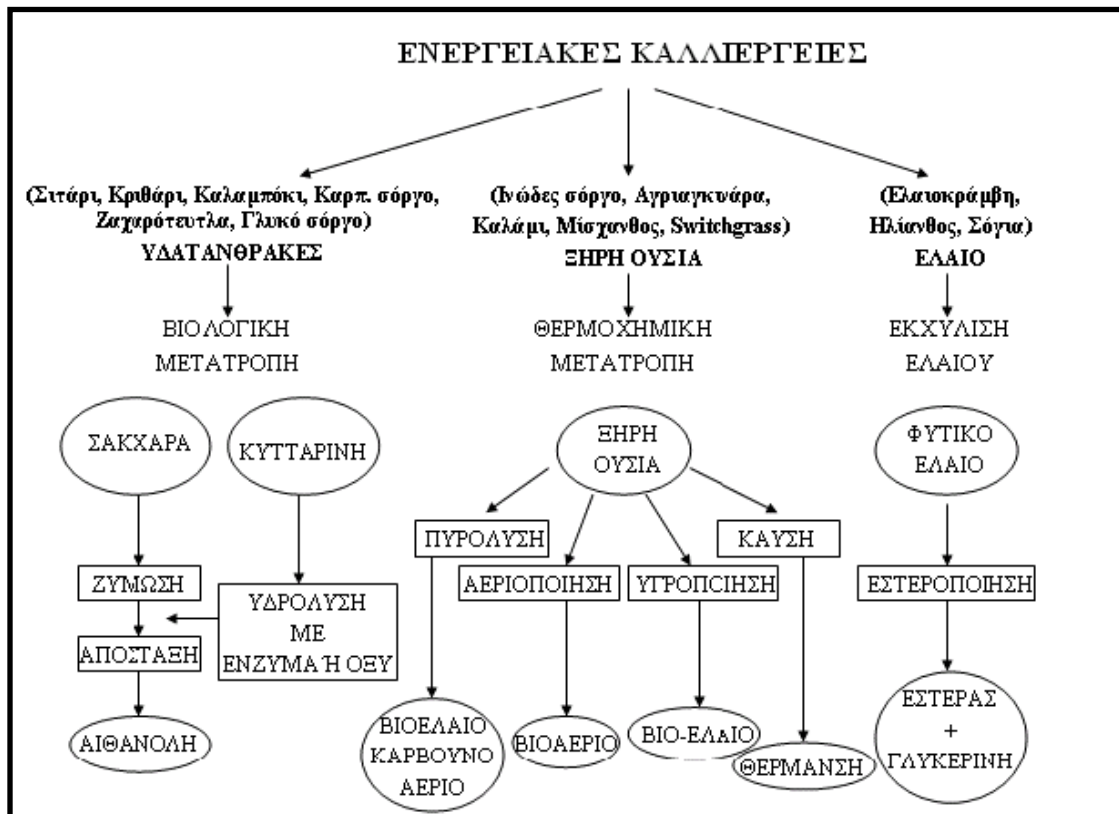 ΕΝΕΡΓΕΙΑΚΕΣ ΚΑΛΛΙΕΡΓΕΙΕΣ
(Σιτάρι, Κριθάρι, Καλαμπόκι, Καρπ. σόργο,
Ζαχαρότευτλα, Γλυκό σόργο)
ΥΔΑΤΑΝΘΡΑΚΕΣ
(Ινώδες σόργο, Αγριαγκινάρα,
Καλάμι, Μίσχανθος, Switchgrass)
ΞΗΡΗ ΟΥΣΙΑ
(Ελαιοκράμβη,
Ηλίανθος, Σόγια)
ΕΛΑΙΟ
ΒΙΟΛΟΓΙΚΗ
ΜΕΤΑΤΡΟΠΗ
ΘΕΡΜΟΧΗΜΙΚΗ
ΜΕΤΑΤΡΟΠΗ
ΕΚΧΥΛΙΣΗ
ΕΛΑΙΟΥ
ΣΑΚΧΑΡΑ
ΚΥΤΤΑΡΙΝΗ
ΞΗΡΗ
ΟΥΣΙΑ
ΦΥΤΙΚΟ
ΕΛΑΙΟ
ΠΥΡΟΛΥΣΗ
ΚΑΥΣΗ
ΖΥΜΩΣΗ
ΑΕΡΙΟΠΟΙΗΣΗ
ΥΓΡΟΠΟΙΗΣΗ
ΕΣΤΕΡΟΠΟΙΗΣΗ
ΥΔΡΟΛΥΣΗ
ΜΕ
ΕΝΖΥΜΑ Ή ΟΞΥ
ΑΠΟΣΤΑΞΗ
ΑΙΘΑΝΟΛΗ
ΒΙΟΕΛΑΙΟ
ΚΑΡΒΟΥΝΟ
ΑΕΡΙΟ
ΒΙΟΑΕΡΙΟ
ΒΙΟ-ΕΛΑΙΟ
ΘΕΡΜΑΝΣΗ
ΕΣΤΕΡΑΣ
+
ΓΛΥΚΕΡΙΝΗ